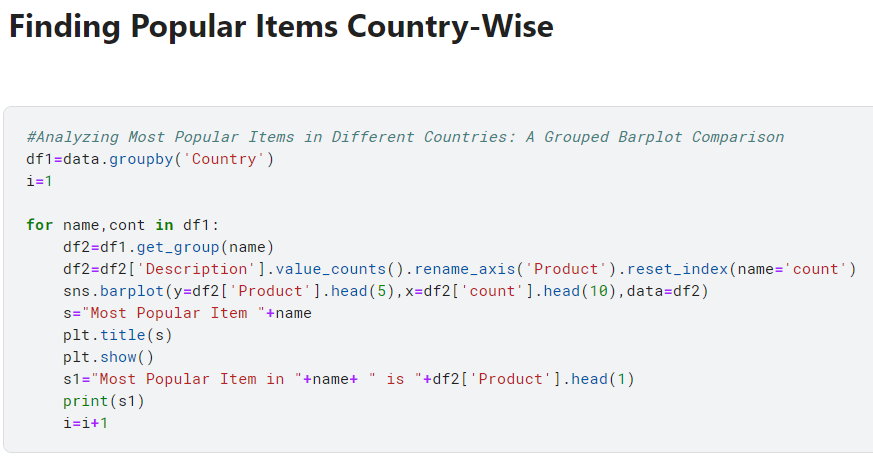 Finding Popular Items Country-Wise
#Analyzing Most Popular Items in Different Countries: A Grouped Barplot Comparison
df1=data.groupby('Country')
i=1
for name,cont in df1:
    df2=df1.get_group(name)
    df2=df2['Description'].value_counts().rename_axis('Product').reset_index(name='count')
    sns.barplot(y=df2['Product'].head(5),x=df2['count'].head(10),data=df2)
    s="Most Popular Item "+name
    plt.title(s)
    plt.show()
    s1="Most Popular Item in "+name+ " is "+df2['Product'].head(1)
    print(s1)
    i=i+1